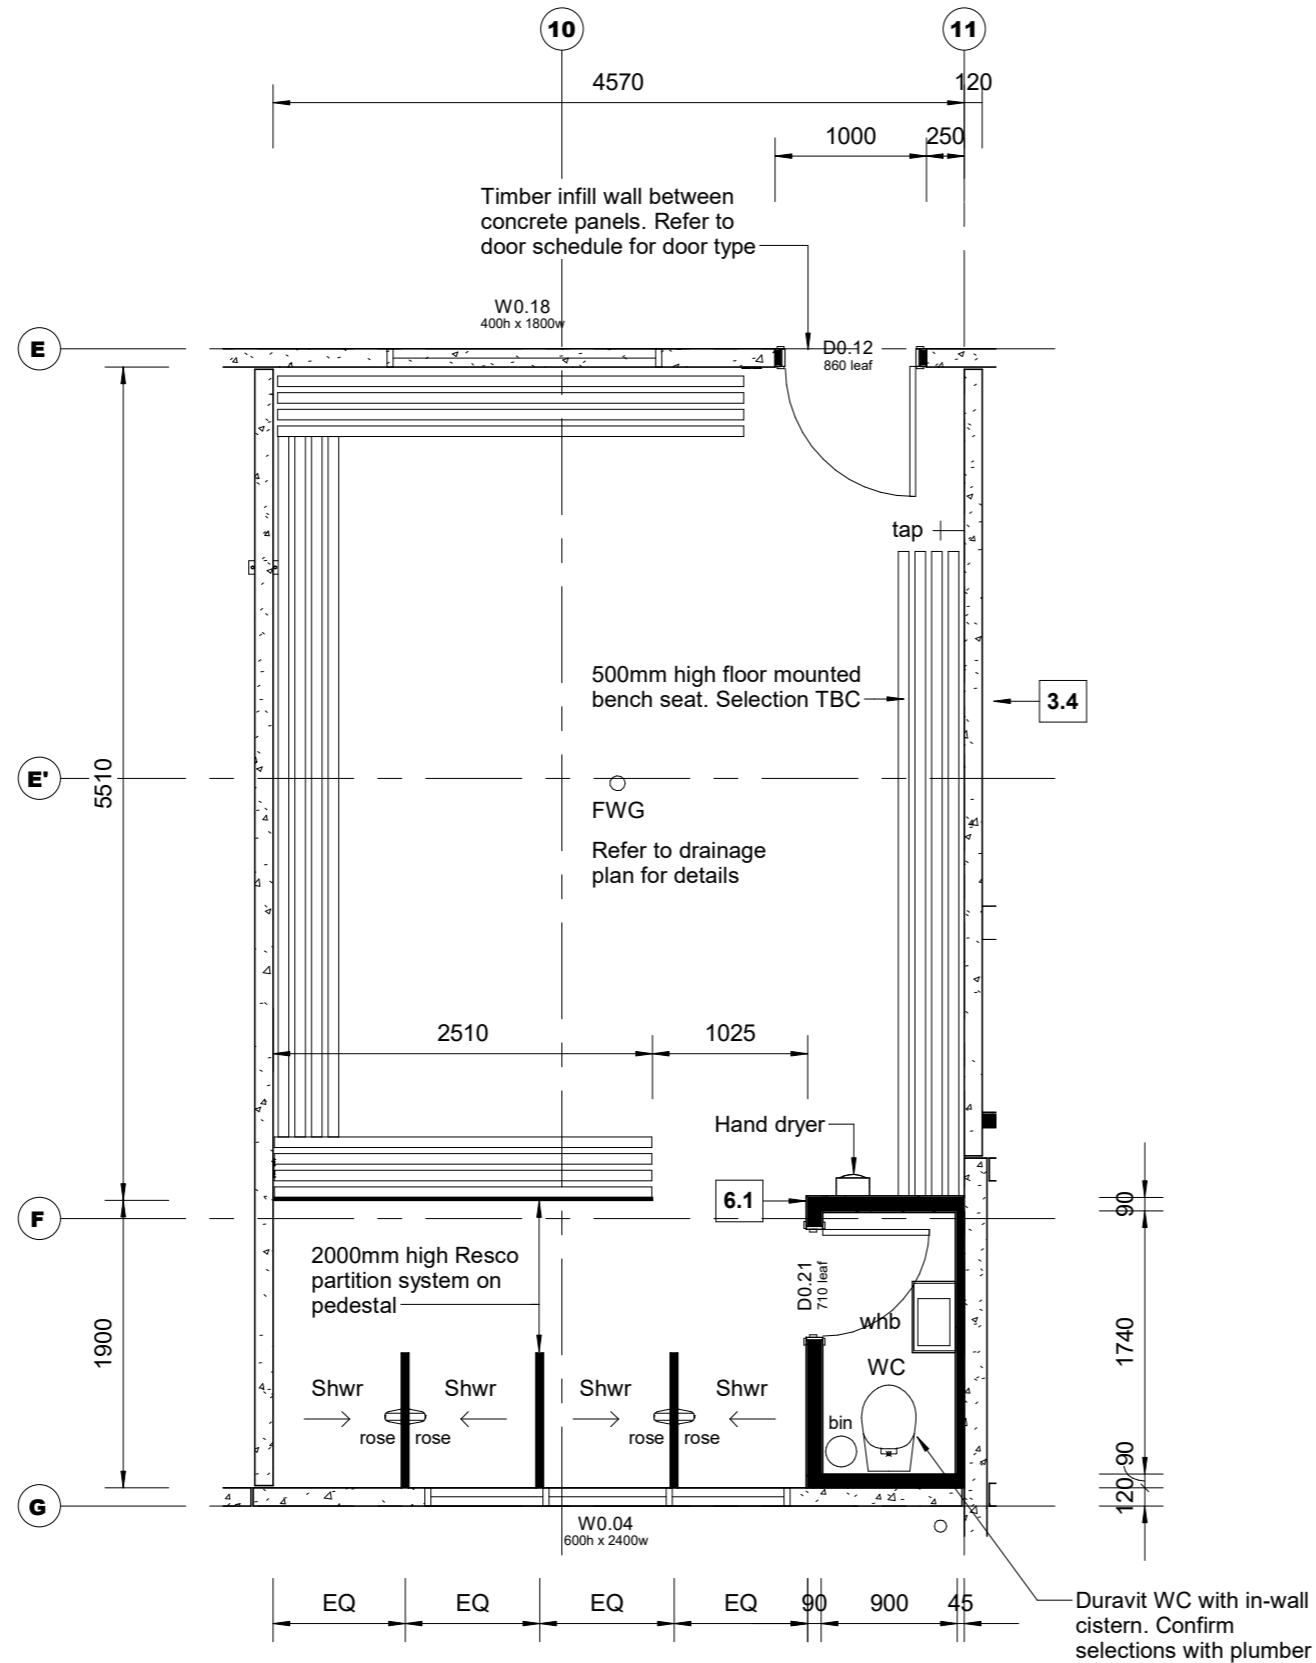 10
11
4570
120
1000
250
Timber infill wall between
concrete panels. Refer to
door schedule for door type
W0.18
400h x 1800w
E
D0.12
860 leaf
tap
500mm high floor mounted
bench seat. Selection TBC
3.4
E'
5510
FWG
Refer to drainage
plan for details
2510
1025
Hand dryer
6.1
90
F
2000mm high Resco
partition system on
pedestal
D0.21
710 leaf
whb
1900
1740
WC
Shwr
Shwr
Shwr
Shwr
bin
rose
rose
rose
rose
90
120
G
W0.04
600h x 2400w
EQ
EQ
EQ
EQ
90
900
45
Duravit WC with in-wall
cistern. Confirm
selections with plumber